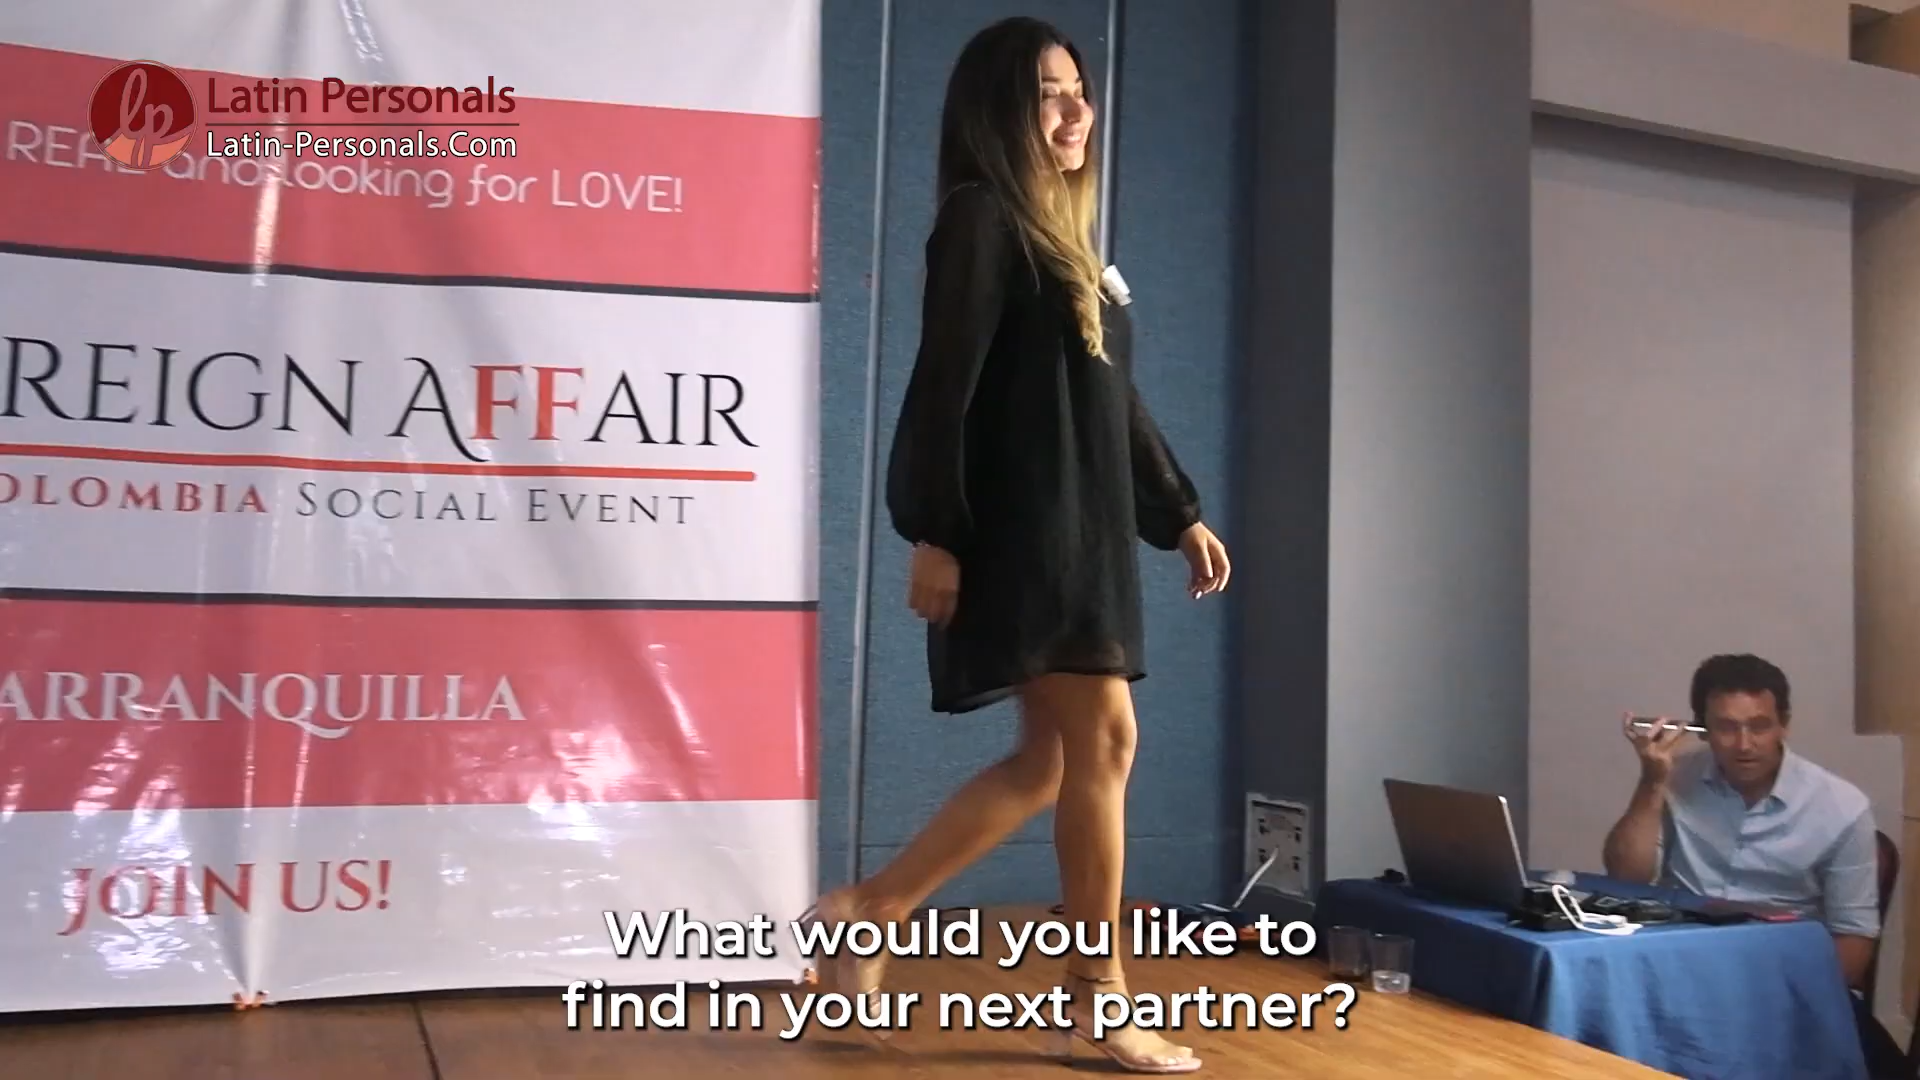 Latin Personals
Latin-Personals.Com
REAL and looking for LOVE!
REIGN AFFAIR
OLOMBIA SOCIAL EVENT
ARRANQUILLA
JOIN US!
What would you like to
find in your next partner?